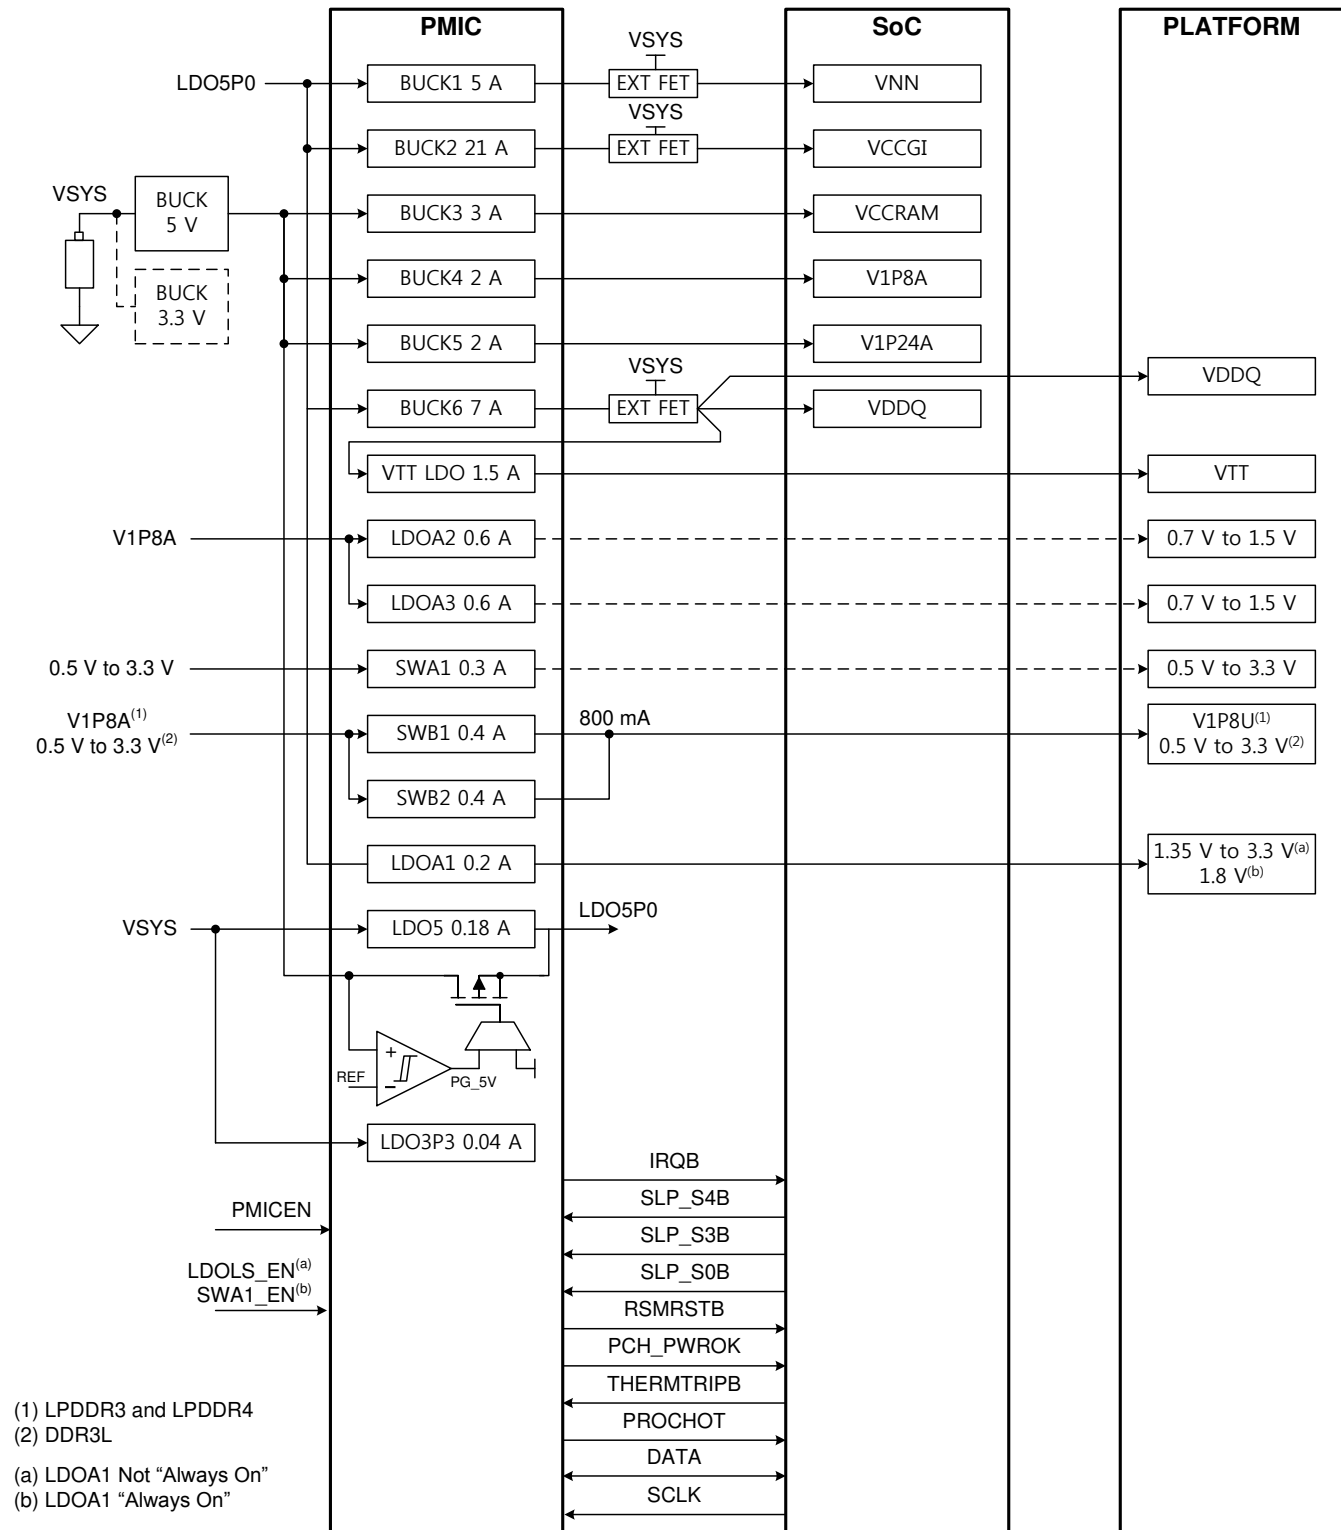 PMIC
SoC
PLATFORM
VSYS
LDO5P0
BUCK1 5 A
EXT FET
VNN
VSYS
BUCK2 21 A
EXT FET
VCCGI
VSYS
BUCK
5 V
BUCK3 3 A
VCCRAM
BUCK
3.3 V
BUCK4 2 A
V1P8A
BUCK5 2 A
V1P24A
VSYS
VDDQ
BUCK6 7 A
EXT FET
VDDQ
VTT LDO 1.5 A
VTT
V1P8A
LDOA2 0.6 A
0.7 V to 1.5 V
LDOA3 0.6 A
0.7 V to 1.5 V
0.5 V to 3.3 V
SWA1 0.3 A
0.5 V to 3.3 V
V1P8A(1)
0.5 V to 3.3 V(2)
SWB1 0.4 A
800 mA
V1P8U(1)
0.5 V to 3.3 V(2)
SWB2 0.4 A
LDOA1 0.2 A
1.35 V to 3.3 V(a)
1.8 V(b)
VSYS
LDO5 0.18 A
LDO5P0
+
REF
−
PG_5V
LDO3P3 0.04 A
IRQB
SLP_S4B
PMICEN
SLP_S3B
LDOLS_EN(a)
SWA1_EN(b)
SLP_S0B
RSMRSTB
PCH_PWROK
THERMTRIPB
PROCHOT
DATA
SCLK
(1) LPDDR3 and LPDDR4
(2) DDR3L
(a) LDOA1 Not “Always On”
(b) LDOA1 “Always On”